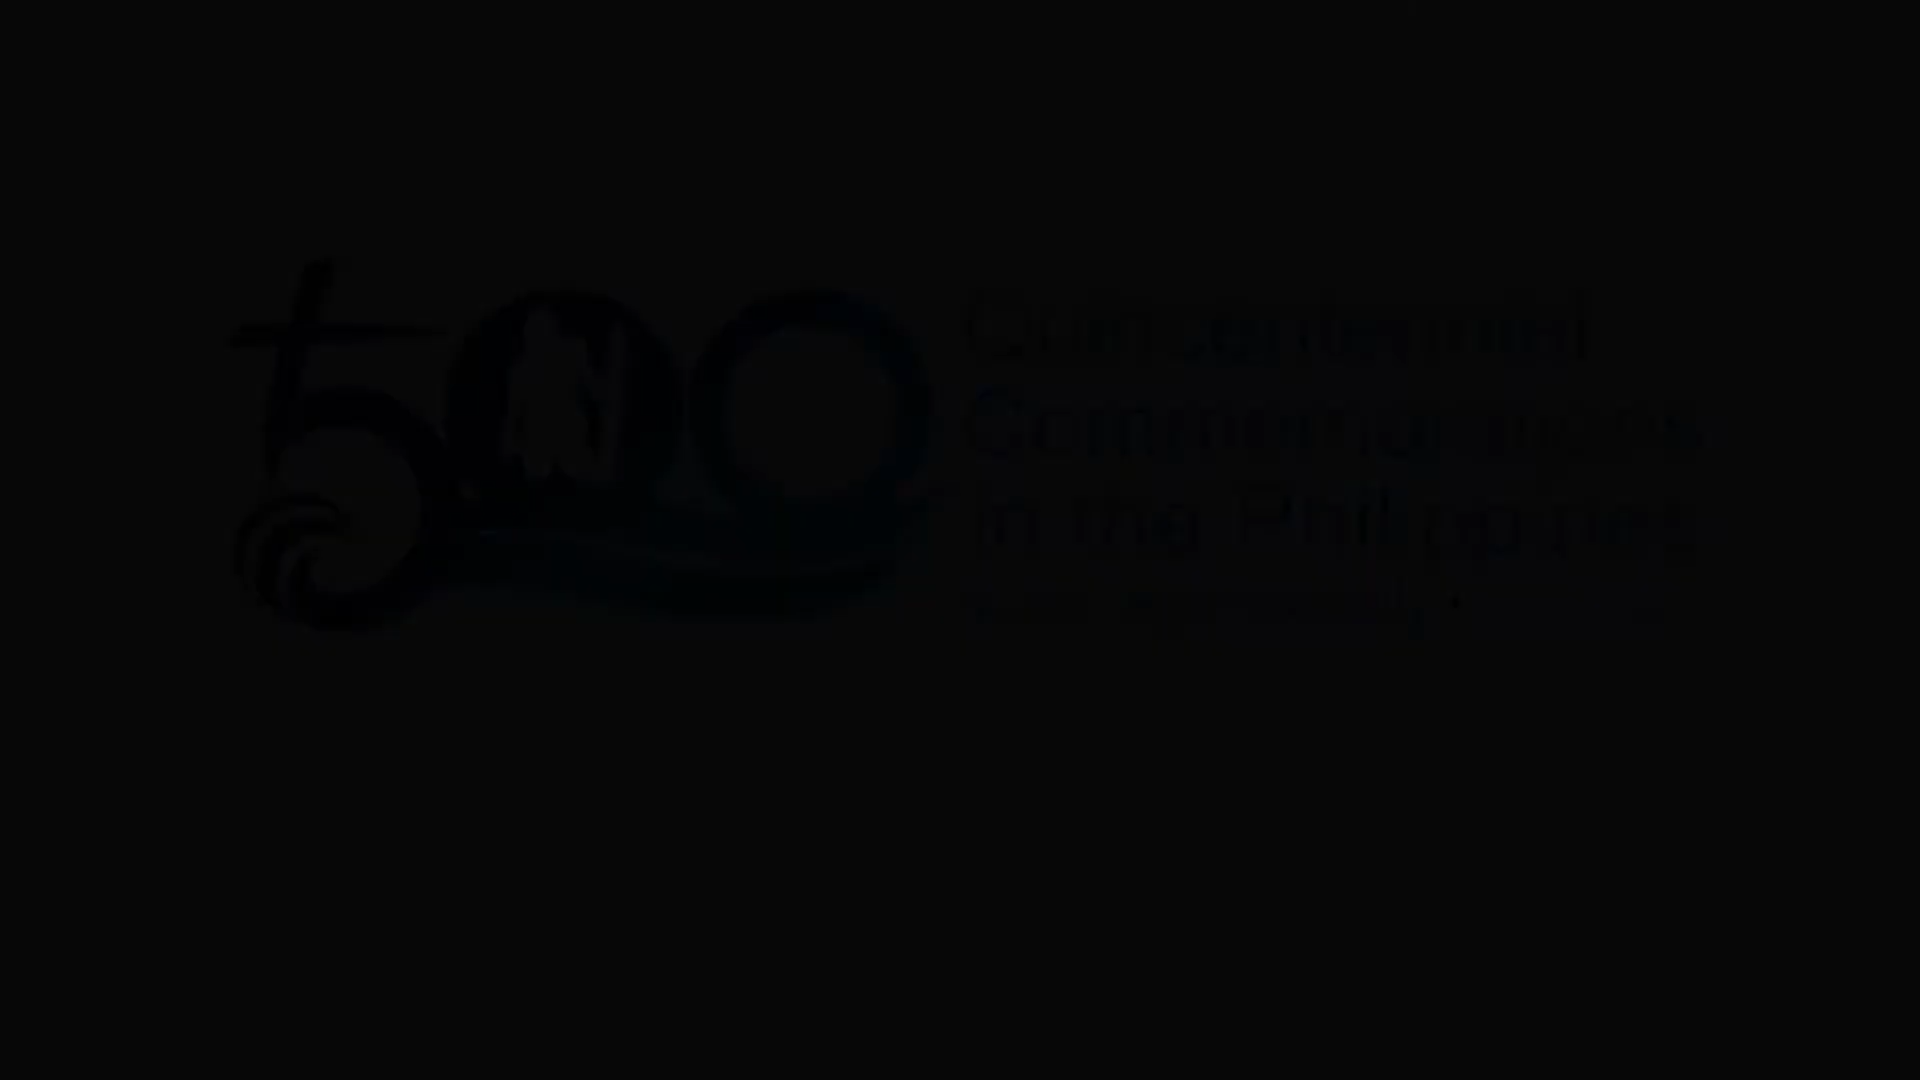 500
Quincentennial
Commemorations
in the Philippines